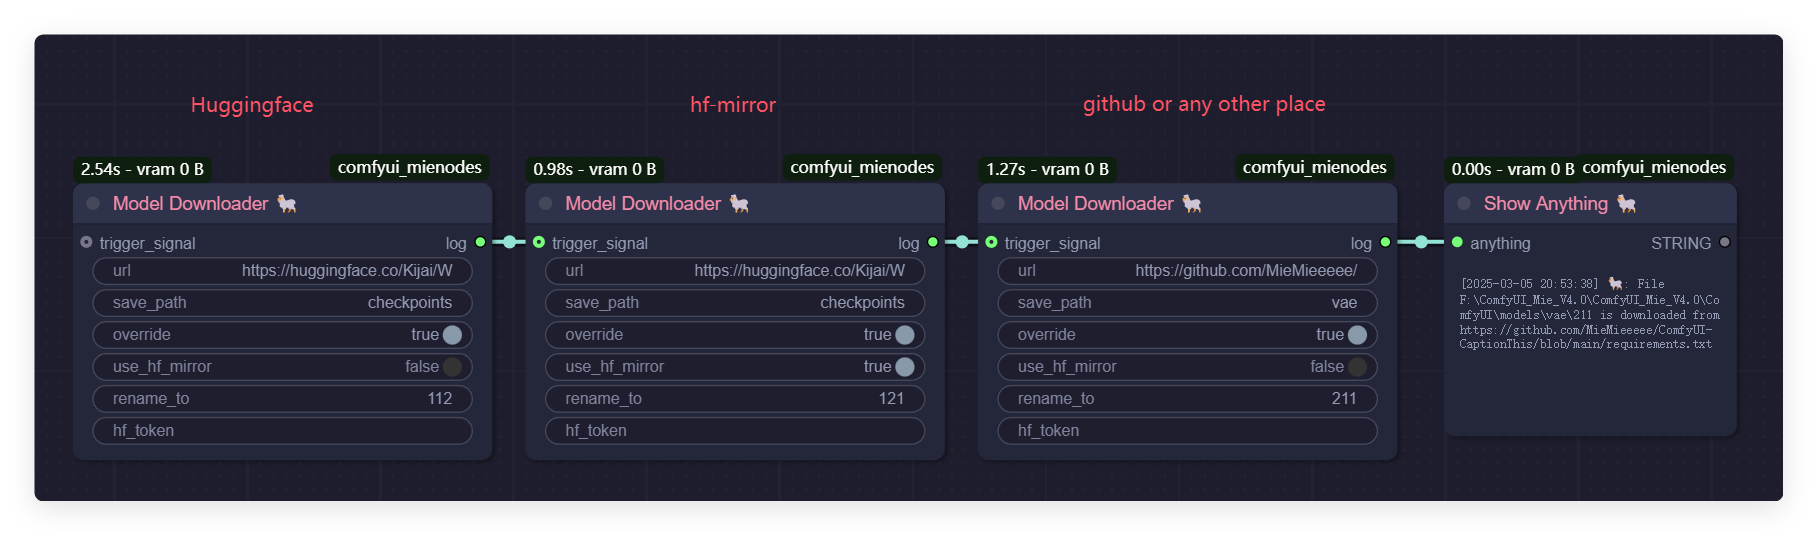 Huggingface
hf-mirror
github or any other place
2.54s - vram 0 B
comfyui_mienodes
0.98s - vram 0 B
comfyui_mienodes
1.27s - vram 0 B
comfyui_mienodes
0.00s - vram 0 B
comfyui_mienodes
Model Downloader 🐑
trigger_signal
log
url https://huggingface.co/Kijai/W
save_path checkpoints
override true
use_hf_mirror false
rename_to 112
hf_token
Model Downloader 🐑
trigger_signal
log
url https://huggingface.co/Kijai/W
save_path checkpoints
override true
use_hf_mirror true
rename_to 121
hf_token
Model Downloader 🐑
trigger_signal
log
url https://github.com/MieMieeeee/
save_path vae
override true
use_hf_mirror false
rename_to 211
hf_token
Show Anything 🐑
anything
STRING
[2025-03-05 20:53:38] 🐑: File
F:\ComfyUI_Mie_V4.0\ComfyUI_Mie_V4.0\Co
mfyUI\models\vae\211 is downloaded from
https://github.com/MieMieeeee/ComfyUI-
CaptionThis/blob/main/requirements.txt